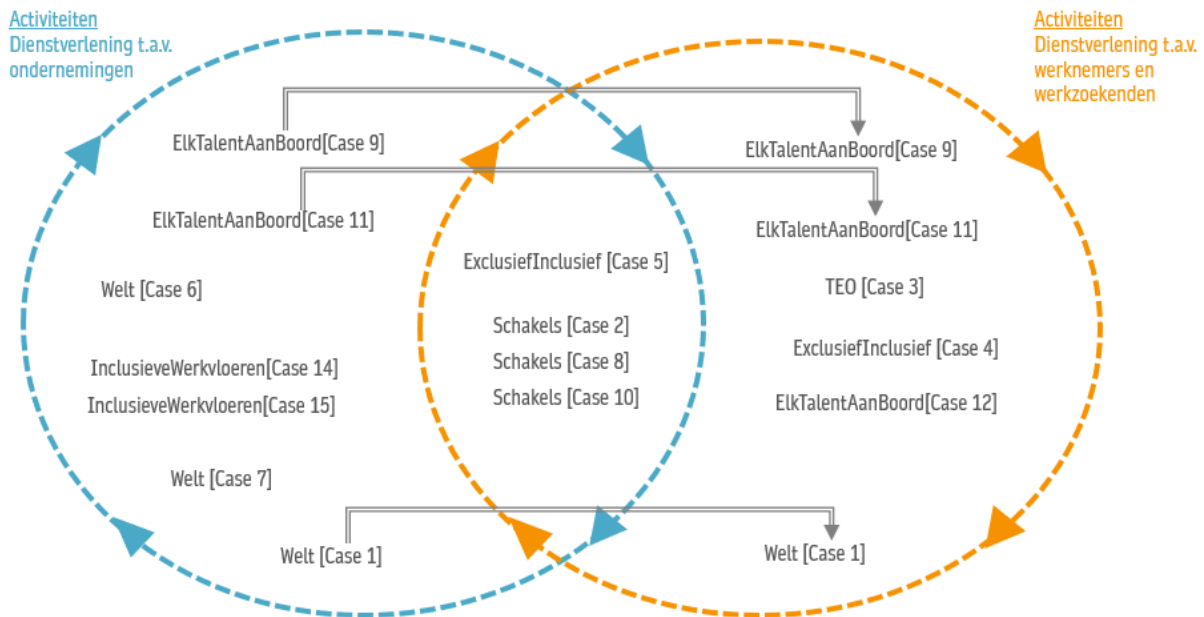 Activiteiten
Dienstverlening t.a.v.
ondernemingen
Activiteiten
Dienstverlening t.a.v.
werknemers en
werkzoekenden
ElkTalentAanBoord[Case 9]
ElkTalentAanBoord[Case 9]
ElkTalentAanBoord[Case 11]
ElkTalentAanBoord[Case 11]
ExclusiefInclusief [Case 5]
Welt [Case 6]
TEO [Case 3]
Schakels [Case 2]
ExclusiefInclusief [Case 4]
InclusieveWerkvloeren[Case 14]
Schakels [Case 8]
InclusieveWerkvloeren[Case 15]
Schakels [Case 10]
ElkTalentAanBoord[Case 12]
Welt [Case 7]
Welt [Case 1]
Welt [Case 1]